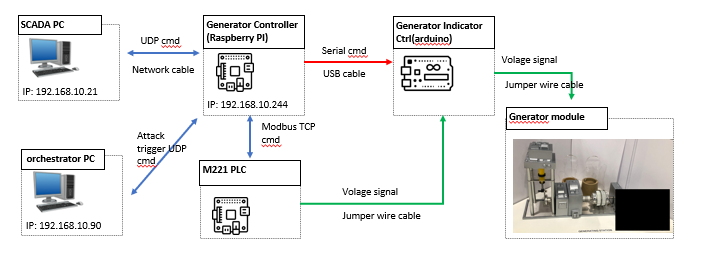 SCADA PC
IP: 192.168.10.21
UDP cmd
Network cable
Generator Controller
(Raspberry PI)
IP: 192.168.10.244
Serial cmd
USB cable
Generator Indicator
Ctrl(arduino)
Volage signal
Jumper wire cable
Gnerator module
orchestrator PC
IP: 192.168.10.90
Attack
trigger UDP
cmd
Modbus TCP
cmd
M221 PLC
Volage signal
Jumper wire cable